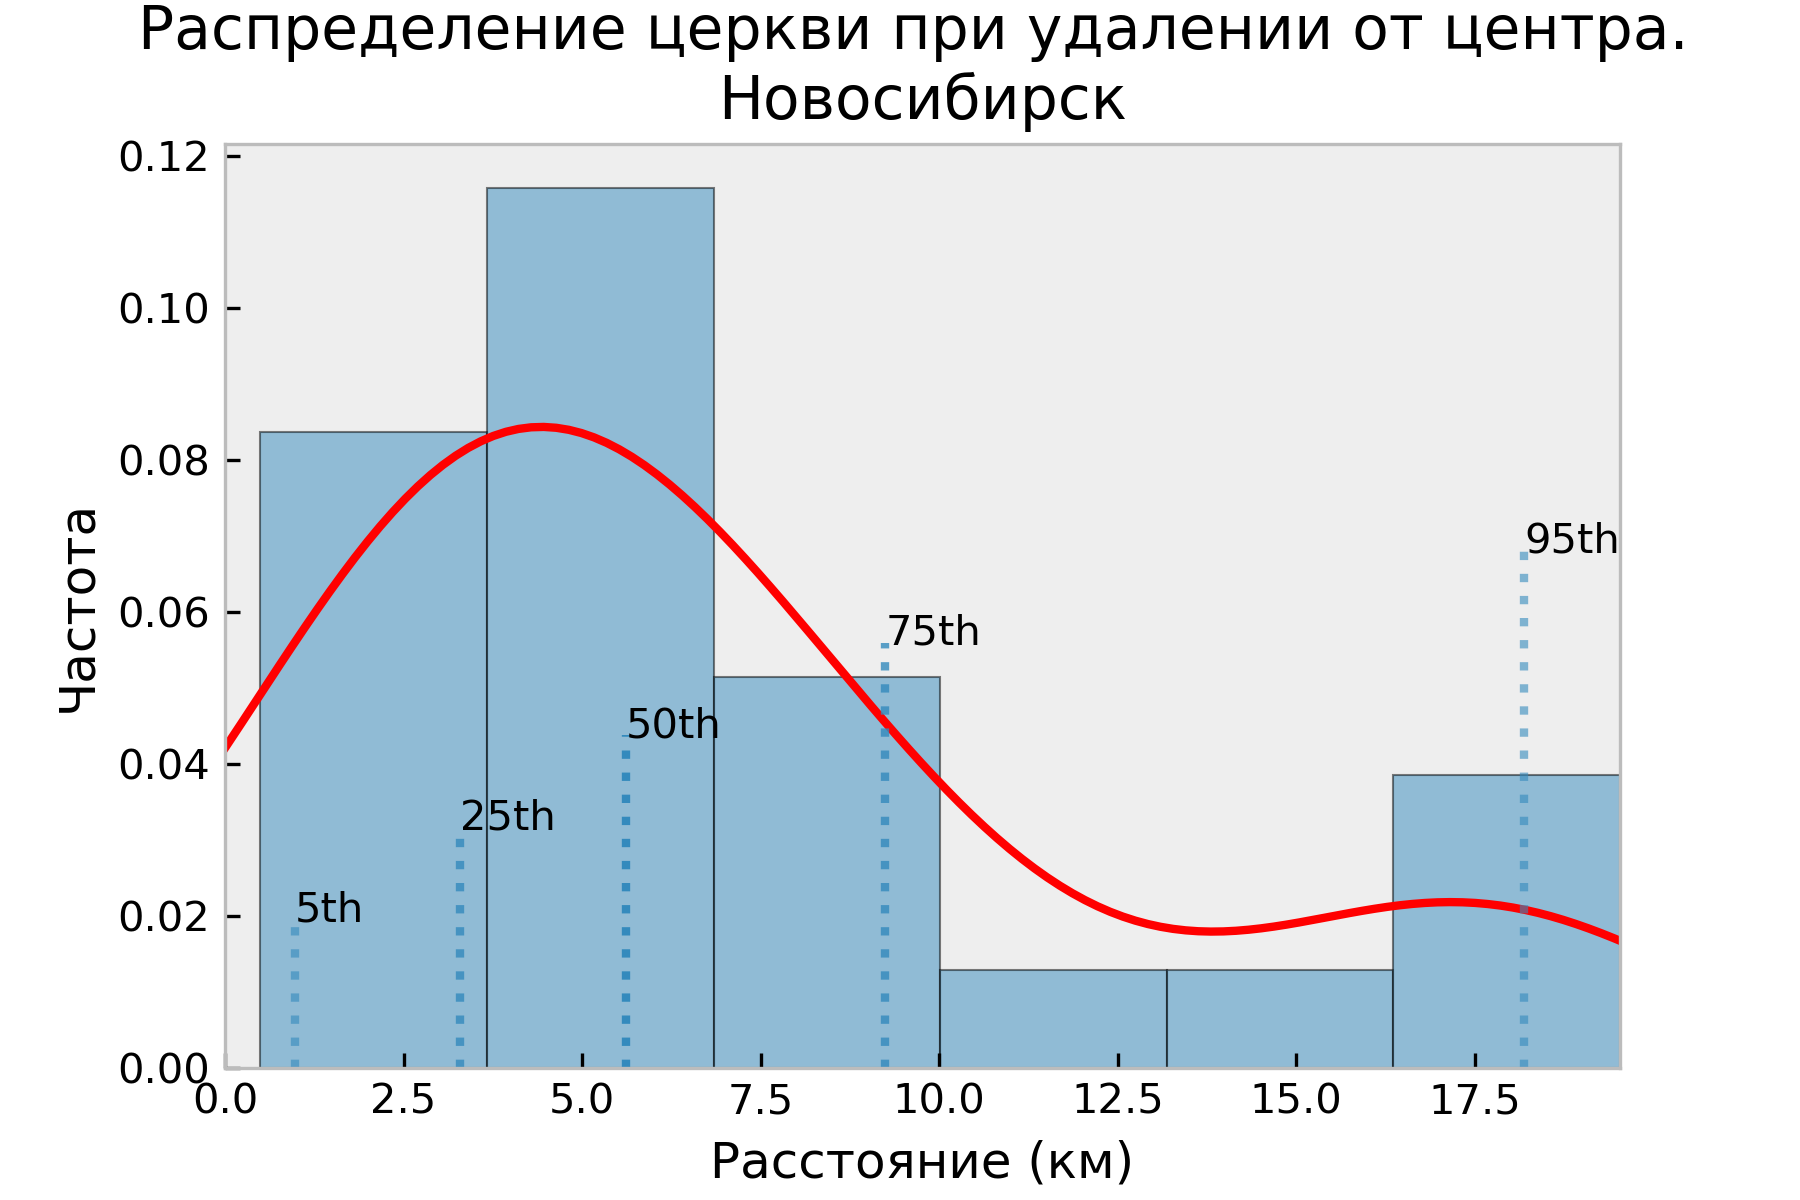 Распределение церкви при удалении от центра.
Новосибирск
0.12
0.10
0.08
0.06
0.04
0.02
0.00
Частота
5th
25th
50th
75th
95th
0.0 2.5 5.0 7.5 10.0 12.5 15.0 17.5
Расстояние (км)